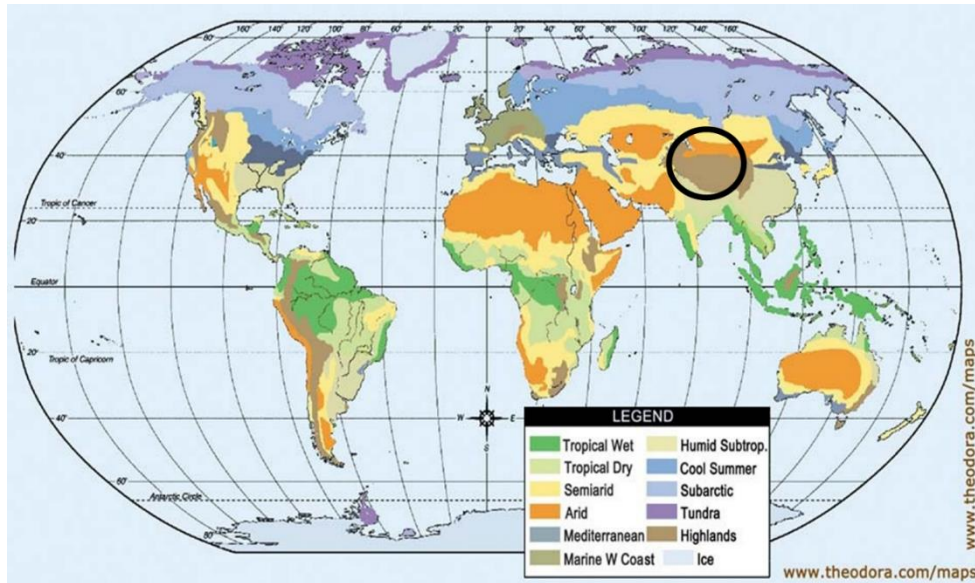 160 140 120 100 80 60 40 20 0 20 40 60 80 100 120 140 160
80
60
40
Tropic of Cancer
20
Equator
0
20
Tropic of Capricorn
40
60
Antarctic Circle
80
N
W E
S
LEGEND
Tropical Wet
Tropical Dry
Semiarid
Arid
Mediterranean
Marine W Coast
Humid Subtrop.
Cool Summer
Subarctic
Tundra
Highlands
Ice
www.theodora.com/maps
www.theodora.com/maps